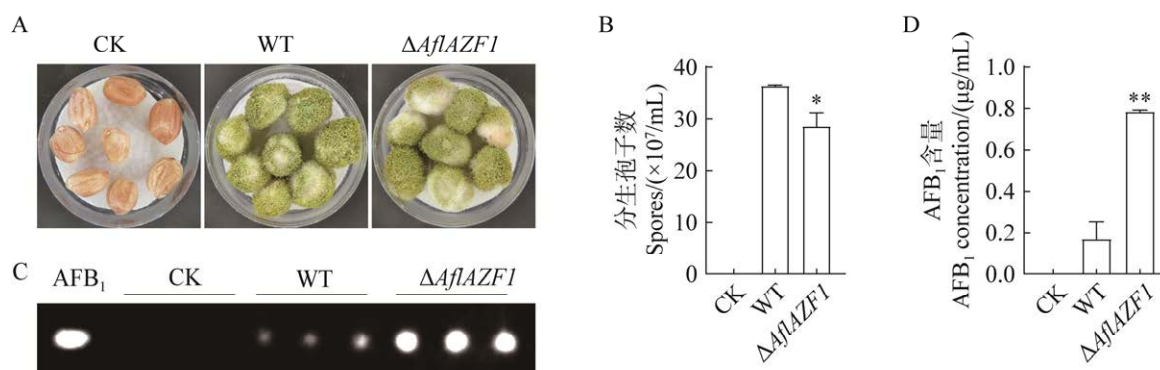 A
CK
WT
ΔAflAZF1
C
AFB₁
CK
WT
ΔAflAZF1
B
分生孢子数
Spores/(×10⁷/mL)
40
30
20
10
0
*
CK
WT
ΔAflAZF1
D
AFB₁含量
AFB₁ concentration/(μg/mL)
1.0
0.8
0.6
0.4
0.2
0.0
**
CK
WT
ΔAflAZF1